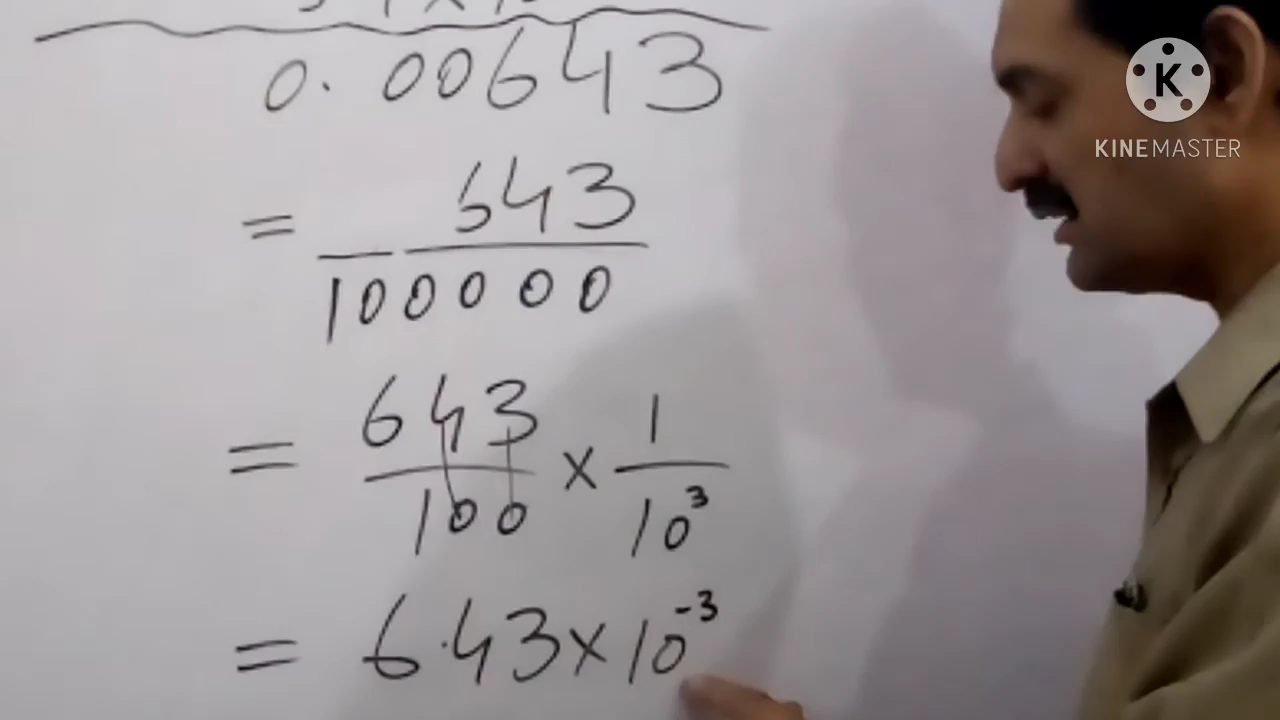 0.00643
= 643
100000
= 643 / 100 × 1 / 10³
= 6.43×10⁻³
K
KINEMASTER